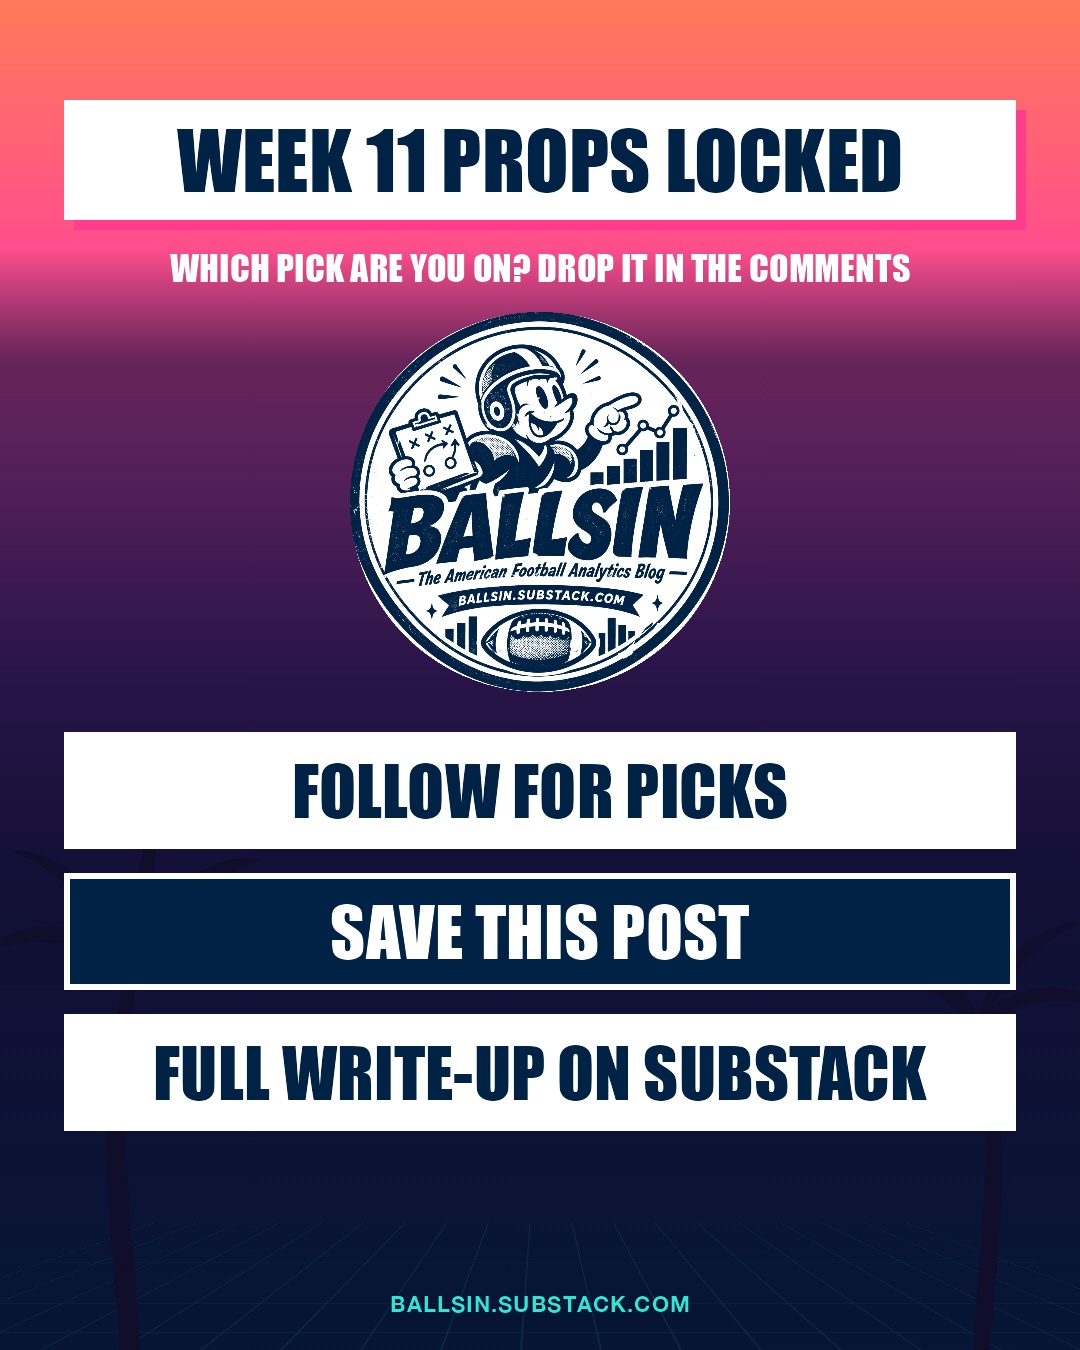 WEEK 11 PROPS LOCKED
WHICH PICK ARE YOU ON? DROP IT IN THE COMMENTS
BALLSIN
The American Football Analytics Blog
BALLSIN.SUBSTACK.COM
FOLLOW FOR PICKS
SAVE THIS POST
FULL WRITE-UP ON SUBSTACK
BALLSIN.SUBSTACK.COM